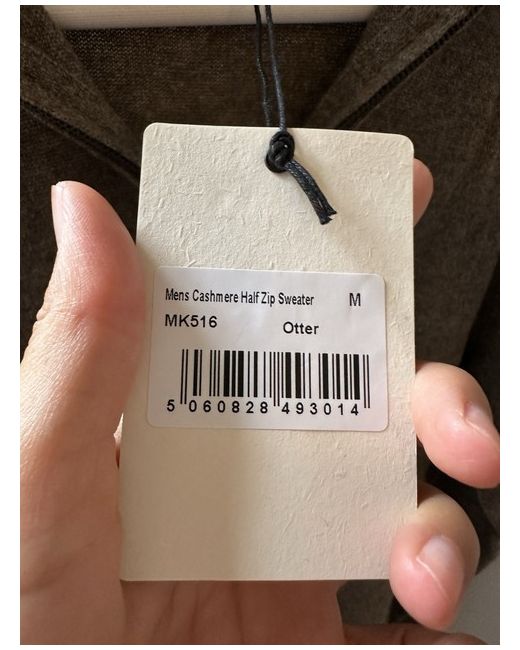 Mens Cashmere Half Zip Sweater M
MK516 Otter
5 060828 493014